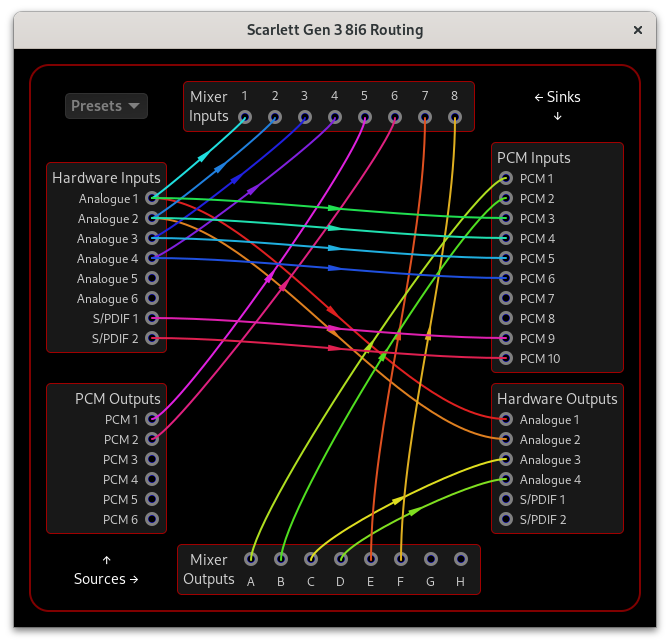 Scarlett Gen 3 8i6 Routing ×
Presets
Mixer Inputs
1 2 3 4 5 6 7 8
← Sinks
↓
Hardware Inputs
Analogue 1
Analogue 2
Analogue 3
Analogue 4
Analogue 5
Analogue 6
S/PDIF 1
S/PDIF 2
PCM Inputs
PCM 1
PCM 2
PCM 3
PCM 4
PCM 5
PCM 6
PCM 7
PCM 8
PCM 9
PCM 10
PCM Outputs
PCM 1
PCM 2
PCM 3
PCM 4
PCM 5
PCM 6
Hardware Outputs
Analogue 1
Analogue 2
Analogue 3
Analogue 4
S/PDIF 1
S/PDIF 2
↑
Sources →
Mixer
Outputs
A B C D E F G H